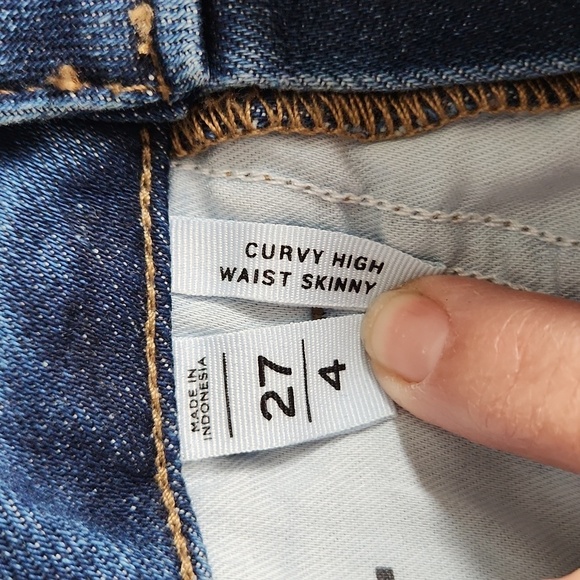 CURVY HIGH
WAIST SKINNY
MADE IN
INDONESIA
27
4